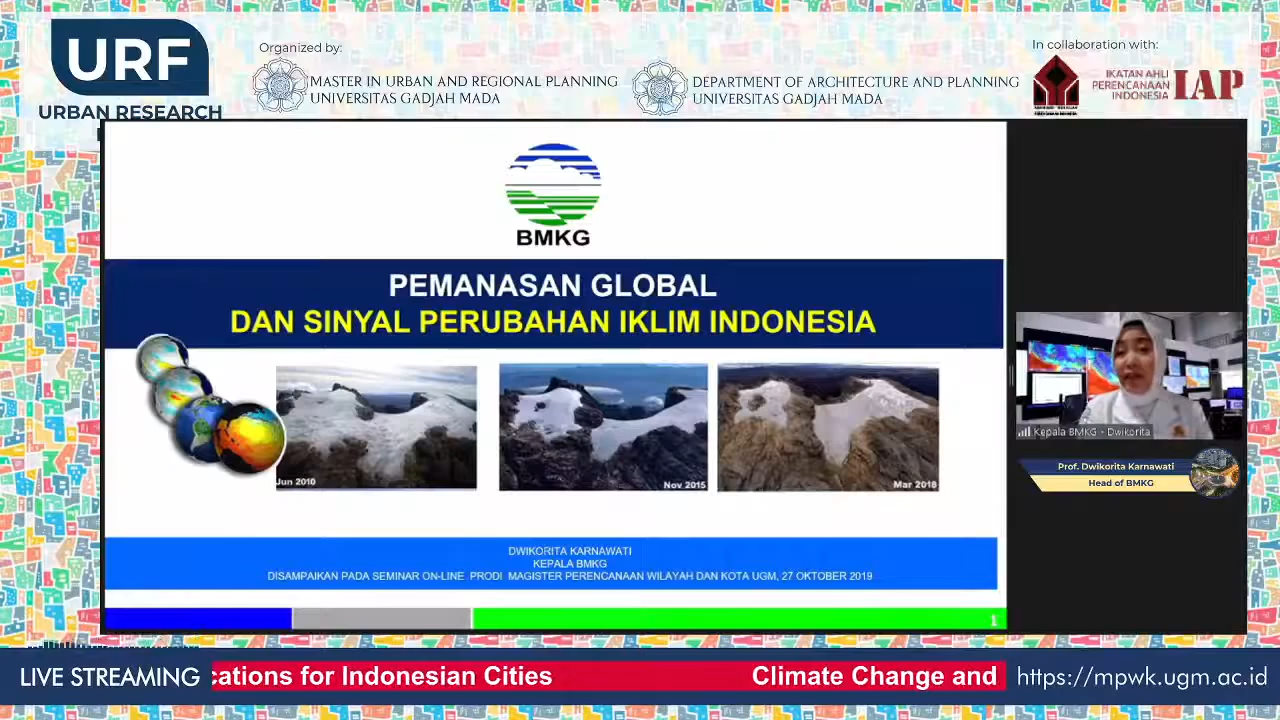 URF
URBAN RESEARCH
Organized by:
MASTER IN URBAN AND REGIONAL PLANNING
UNIVERSITAS GADJAH MADA
DEPARTMENT OF ARCHITECTURE AND PLANNING
UNIVERSITAS GADJAH MADA
In collaboration with:
IKATAN AHLI
PERENCANAAN
INDONESIA
IAP
BMKG
PEMANASAN GLOBAL
DAN SINYAL PERUBAHAN IKLIM INDONESIA
Jun 2010
Nov 2015
Mar 2018
DWIKORITA KARNAWATI
KEPALA BMKG
DISAMPAIKAN PADA SEMINAR ON-LINE PRODI MAGISTER PERENCANAAN WILAYAH DAN KOTA UGM, 27 OKTOBER 2019
1
Kepala BMKG - Dwikorita
Prof. Dwikorita Karnawati
Head of BMKG
LIVE STREAMING
cations for Indonesian Cities
Climate Change and
https://mpwk.ugm.ac.id